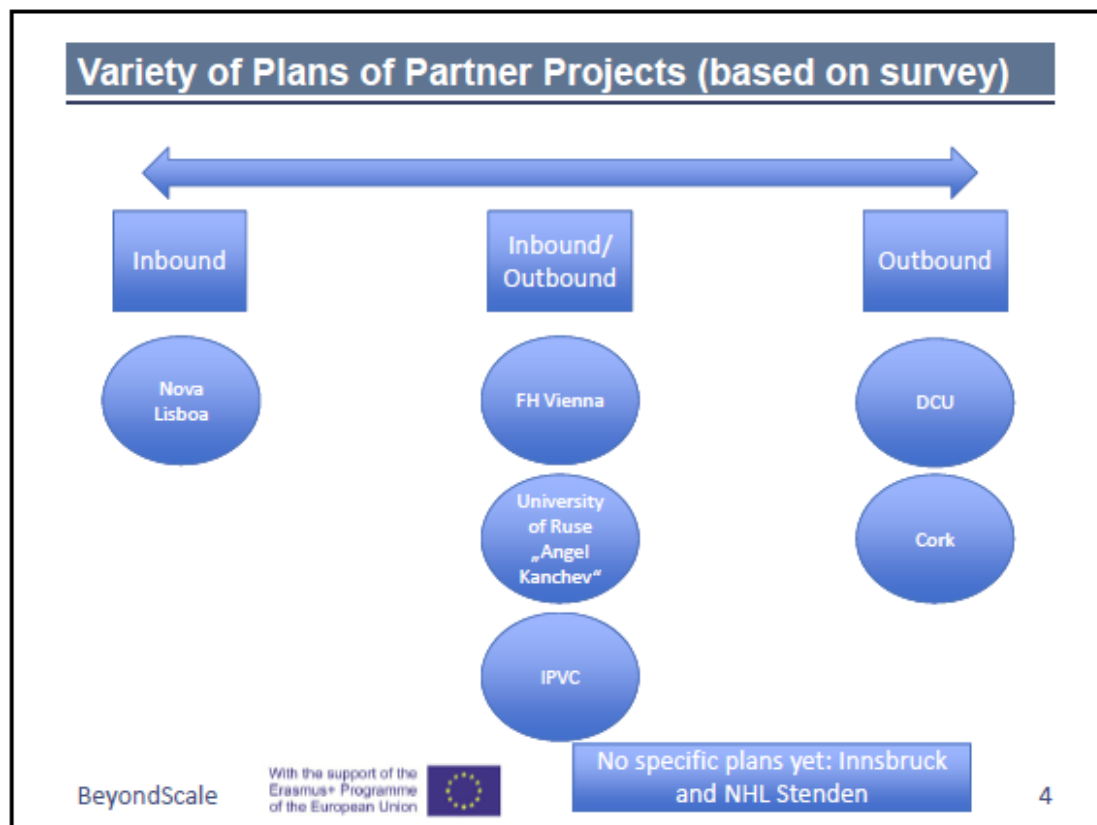 Variety of Plans of Partner Projects (based on survey)
Inbound
Inbound/
Outbound
Outbound
Nova
Lisboa
FH Vienna
DCU
University
of Ruse
„Angel
Kanchev“
Cork
IPVC
No specific plans yet: Innsbruck
and NHL Stenden
BeyondScale
With the support of the
Erasmus+ Programme
of the European Union
4